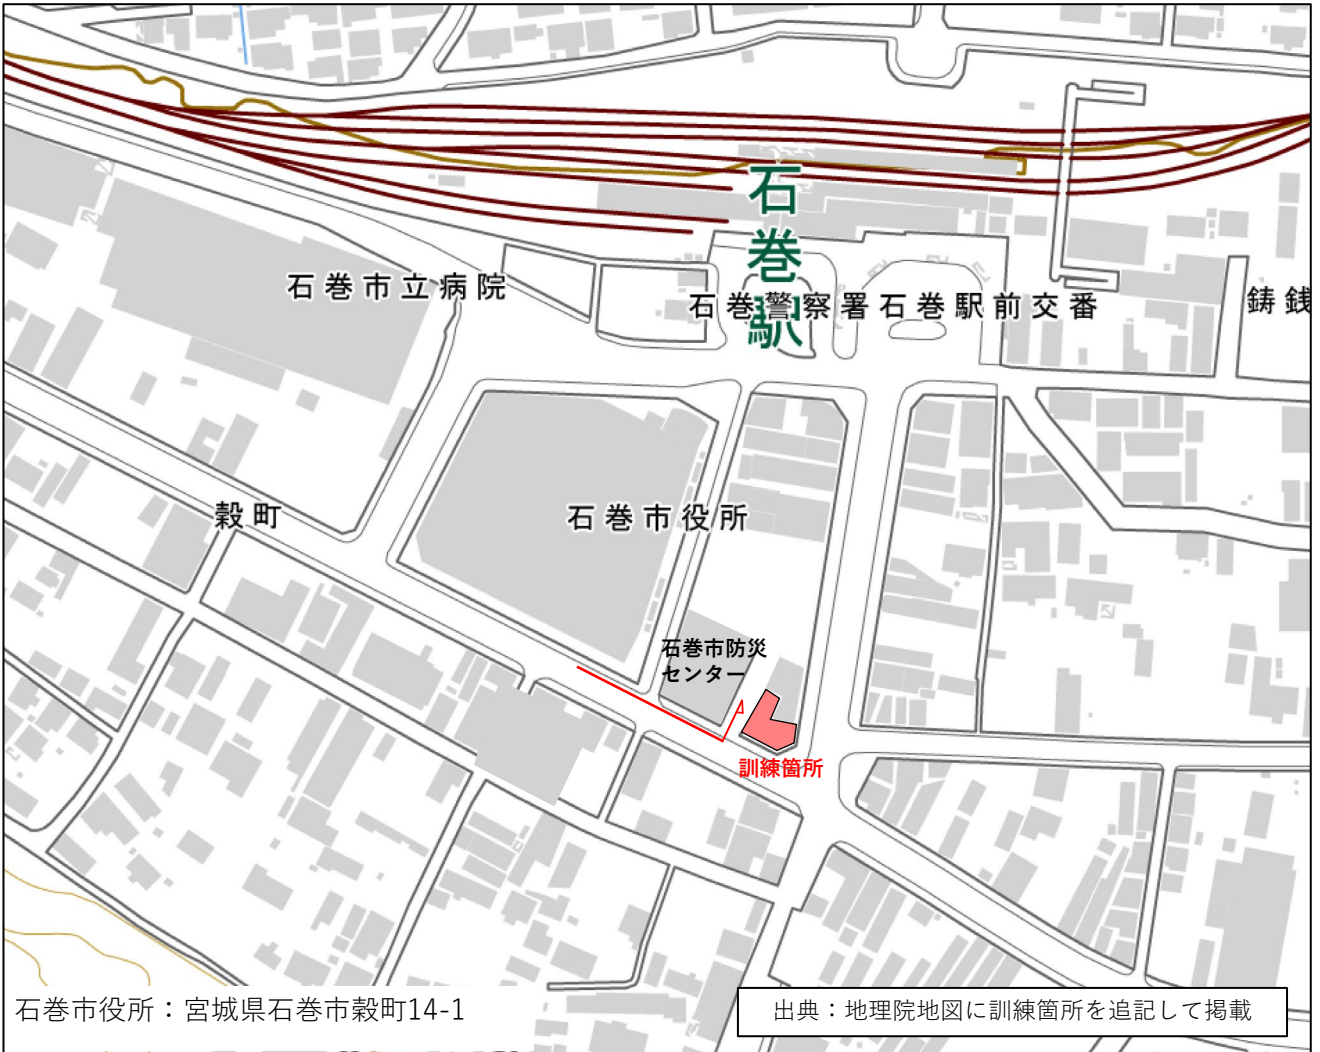 石巻駅
石巻市立病院
石巻警察署石巻駅前交番
鋳銭
穀町
石巻市役所
石巻市防災
センター
訓練箇所
石巻市役所：宮城県石巻市穀町14-1
出典：地理院地図に訓練箇所を追記して掲載